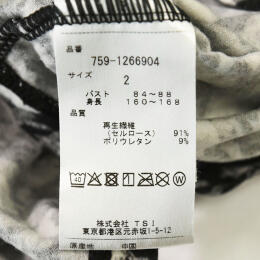 品番
759-1266904
サイズ
2
バスト 84~88
身長 160~168
品質
再生繊維
(セルロース) 91%
ポリウレタン 9%
40
株式会社 TSI
東京都港区元赤坂1-5-12
原産地 中国